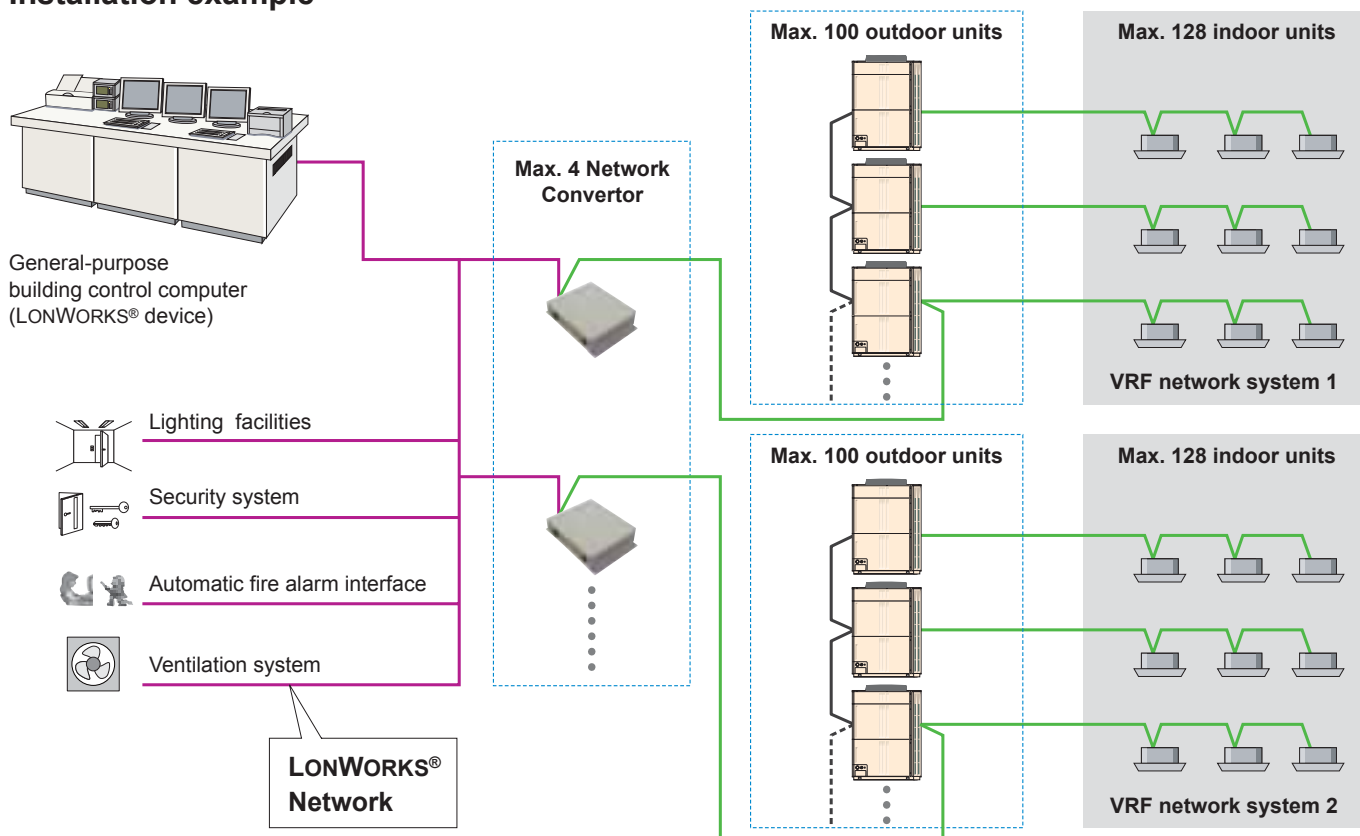 Installation example
Max. 100 outdoor units
Max. 128 indoor units
Max. 4 Network
Convertor
General-purpose
building control computer
(LONWORKS® device)
VRF network system 1
Lighting facilities
Max. 100 outdoor units
Max. 128 indoor units
Security system
Automatic fire alarm interface
Ventilation system
LONWORKS®
Network
VRF network system 2